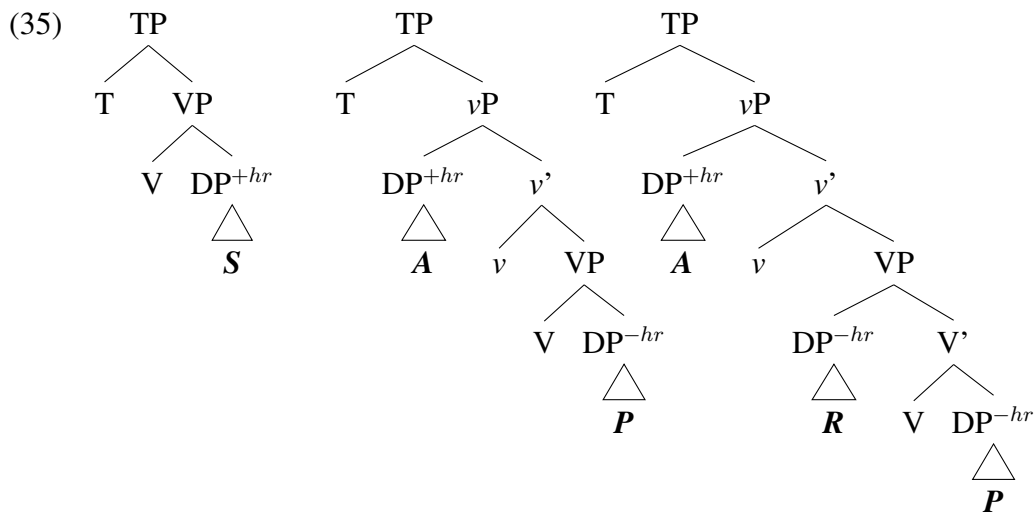 (35) TP TP TP
T VP T vP T vP
V DP^{+hr} DP^{+hr} v’ DP^{+hr} v’
S A v VP A v VP
V DP^{−hr} DP^{−hr} V’
P R V DP^{−hr}
P